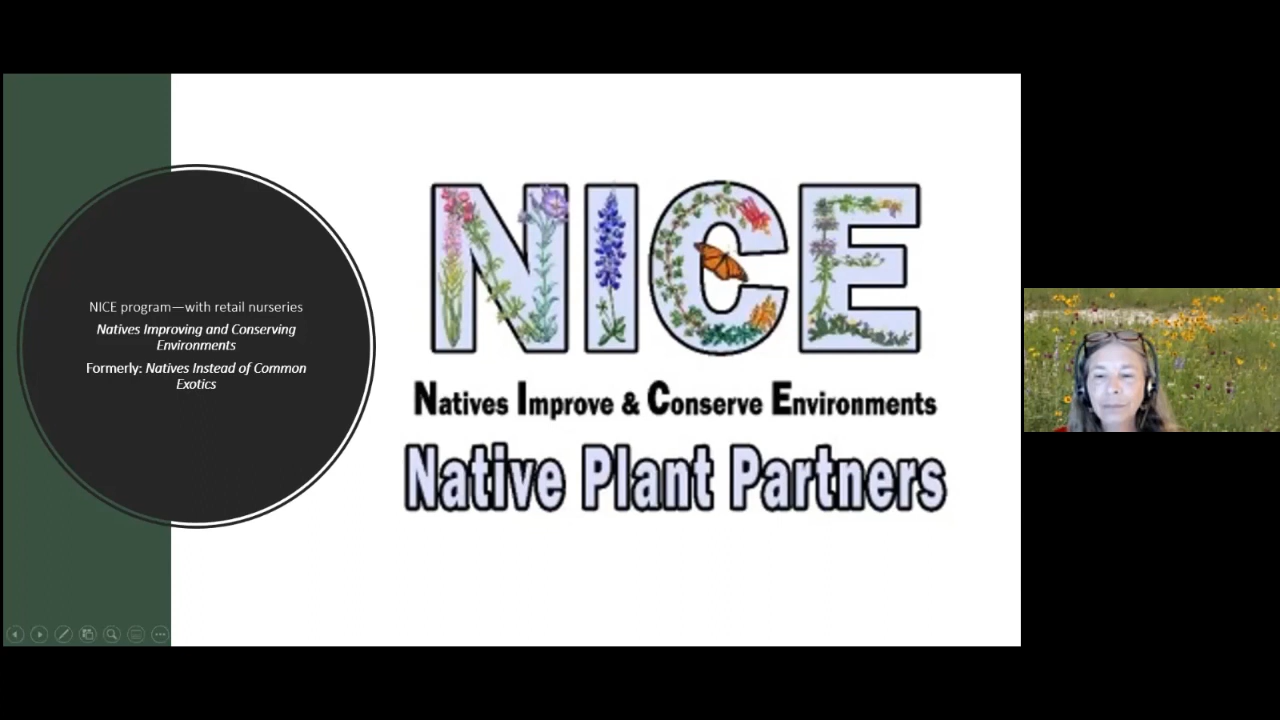 NICE program—with retail nurseries
Natives Improving and Conserving
Environments
Formerly: Natives Instead of Common
Exotics
NICE
Natives Improve & Conserve Environments
Native Plant Partners